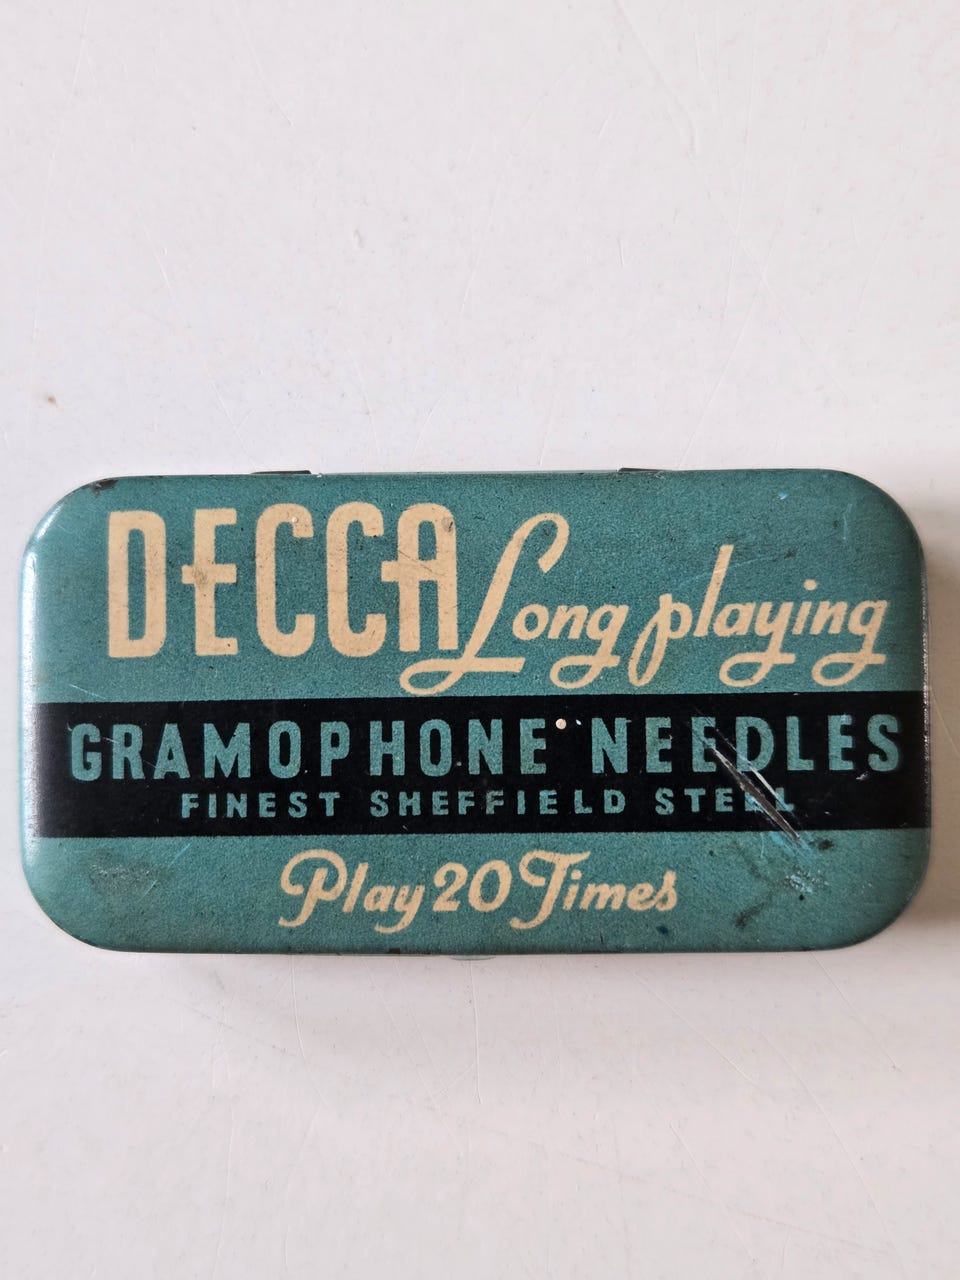 DECCA Long playing
GRAMOPHONE NEEDLES
FINEST SHEFFIELD STEEL
Play 20 Times